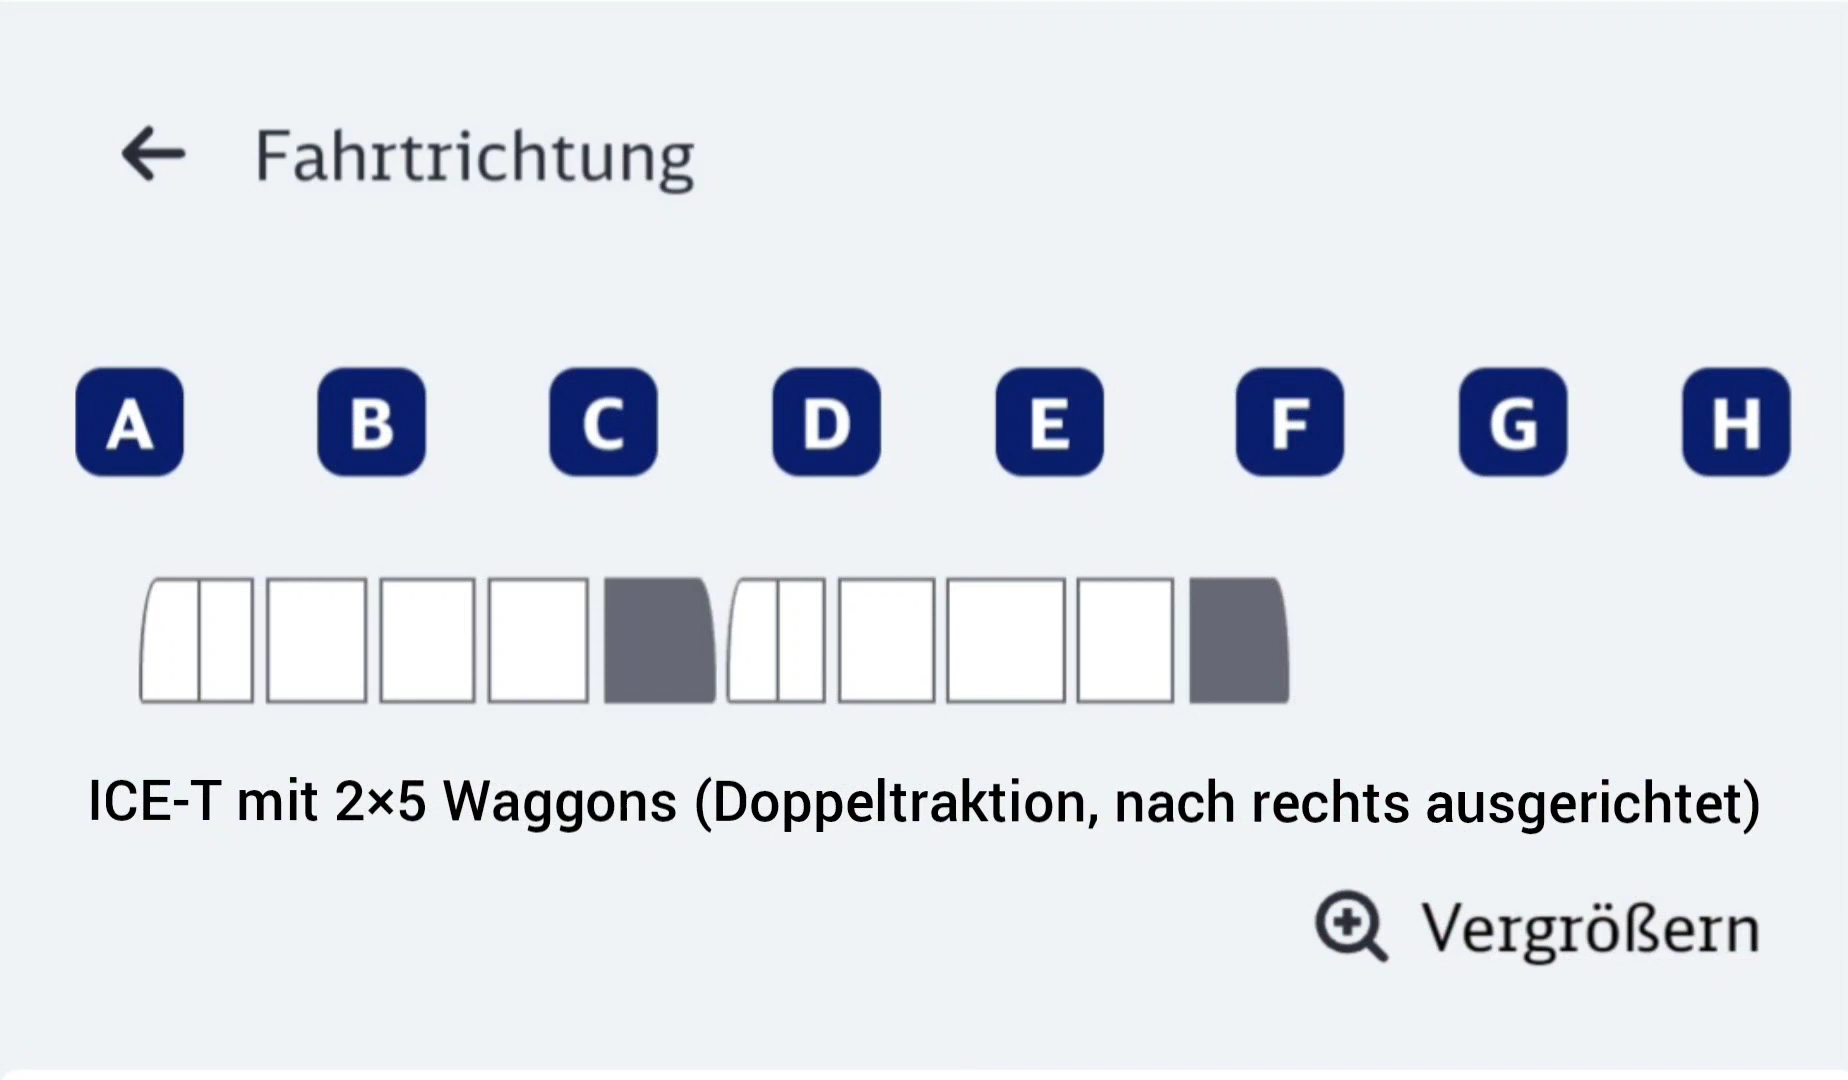 ← Fahrtrichtung
A B C D E F G H
ICE-T mit 2×5 Waggons (Doppeltraktion, nach rechts ausgerichtet)
Vergrößern